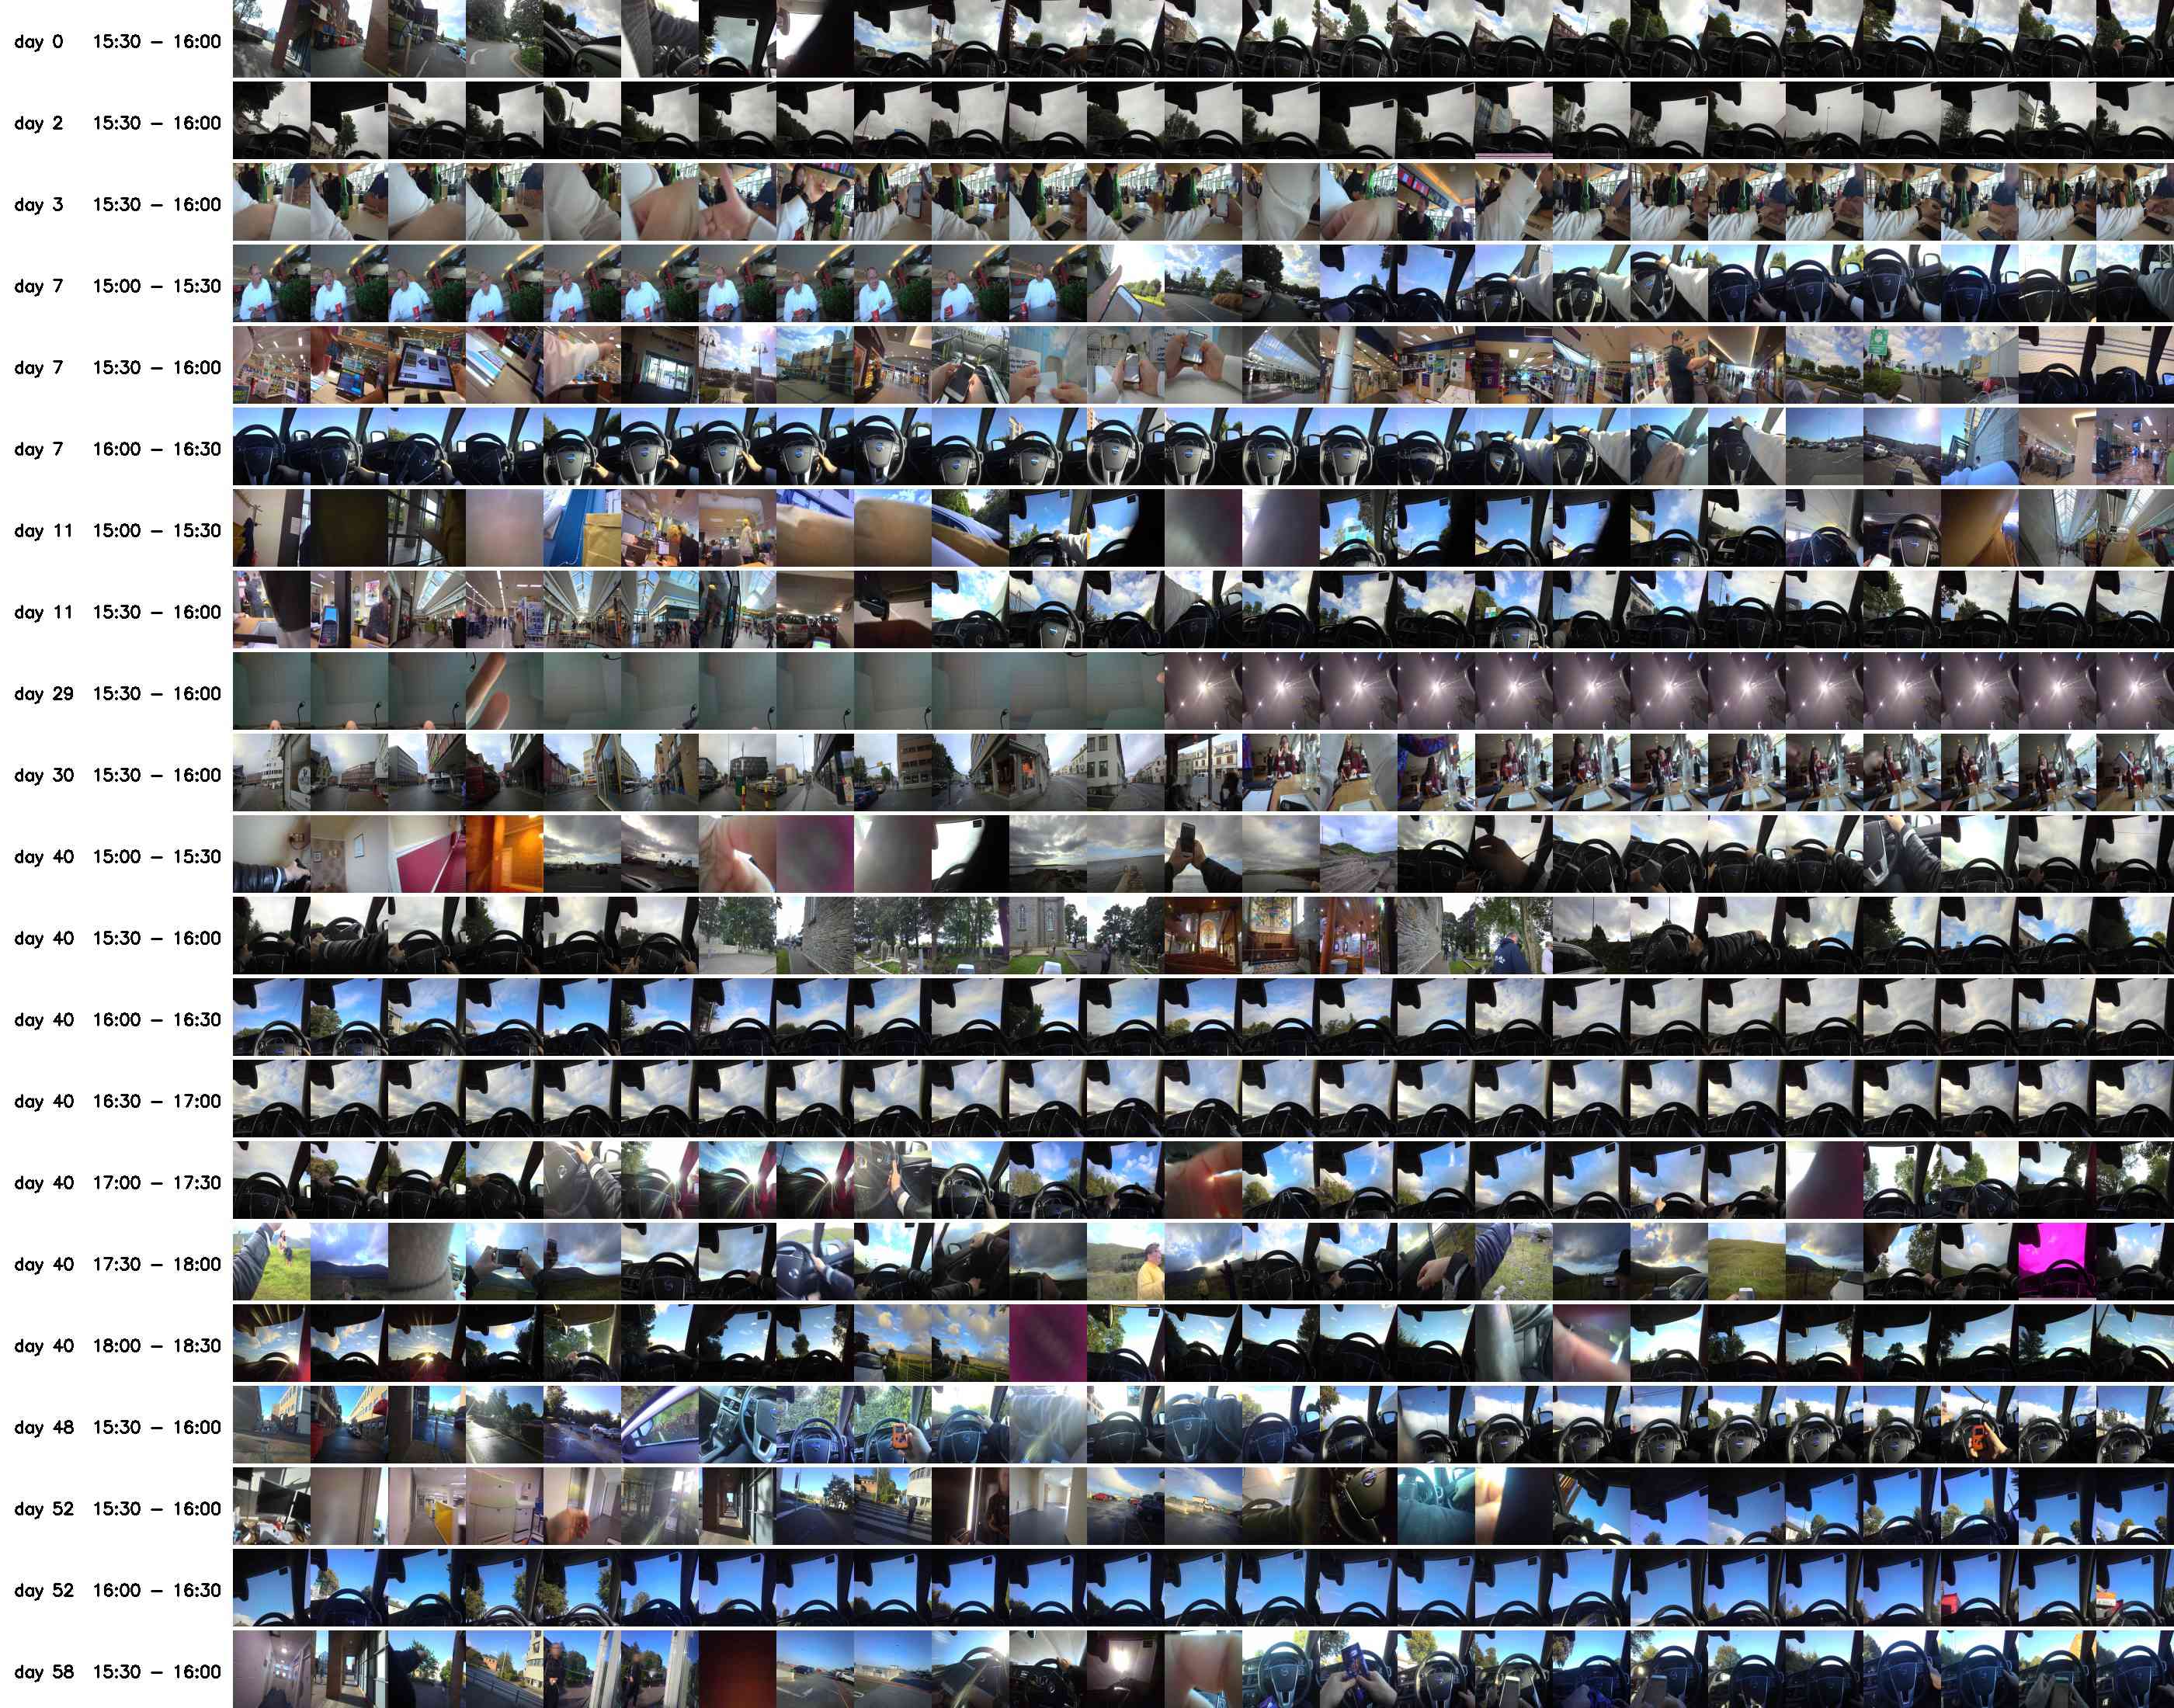 day 0 15:30 – 16:00
day 2 15:30 – 16:00
day 3 15:30 – 16:00
day 7 15:00 – 15:30
day 7 15:30 – 16:00
day 7 16:00 – 16:30
day 11 15:00 – 15:30
day 11 15:30 – 16:00
day 29 15:30 – 16:00
day 30 15:30 – 16:00
day 40 15:00 – 15:30
day 40 15:30 – 16:00
day 40 16:00 – 16:30
day 40 16:30 – 17:00
day 40 17:00 – 17:30
day 40 17:30 – 18:00
day 40 18:00 – 18:30
day 48 15:30 – 16:00
day 52 15:30 – 16:00
day 52 16:00 – 16:30
day 58 15:30 – 16:00